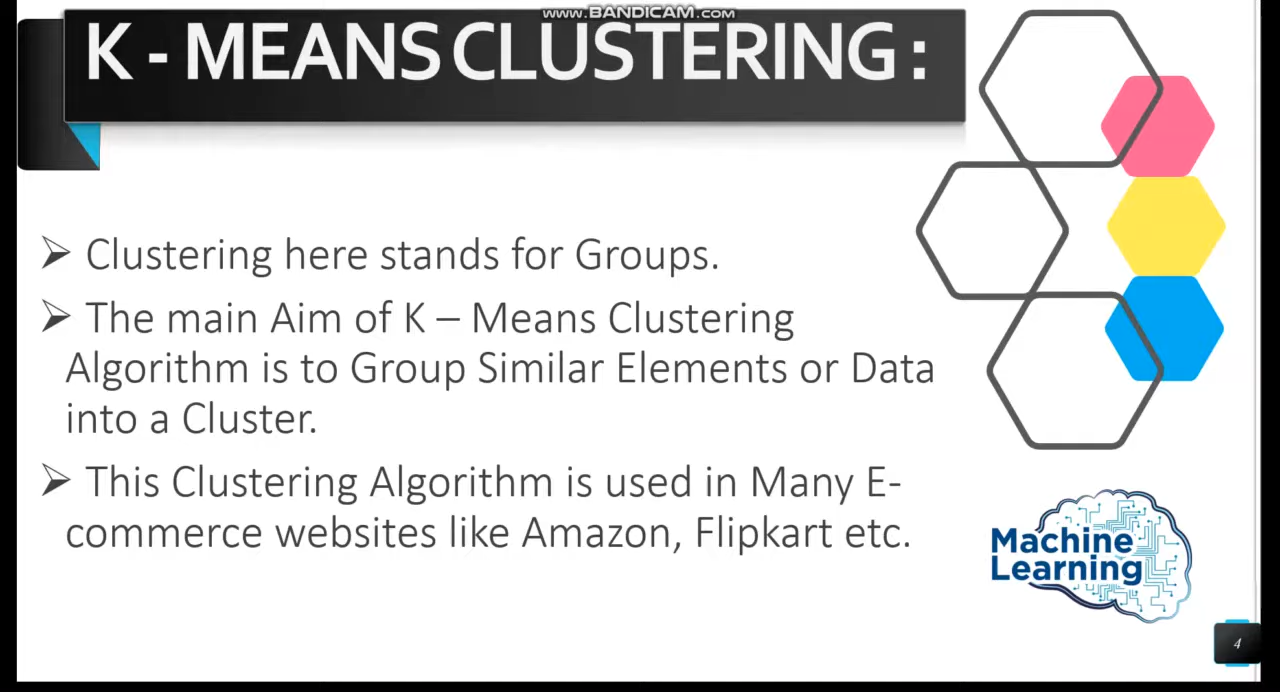 www.BANDICAM.com
K - MEANS CLUSTERING :
➢ Clustering here stands for Groups.
➢ The main Aim of K – Means Clustering
Algorithm is to Group Similar Elements or Data
into a Cluster.
➢ This Clustering Algorithm is used in Many E-
commerce websites like Amazon, Flipkart etc.
Machine
Learning
4